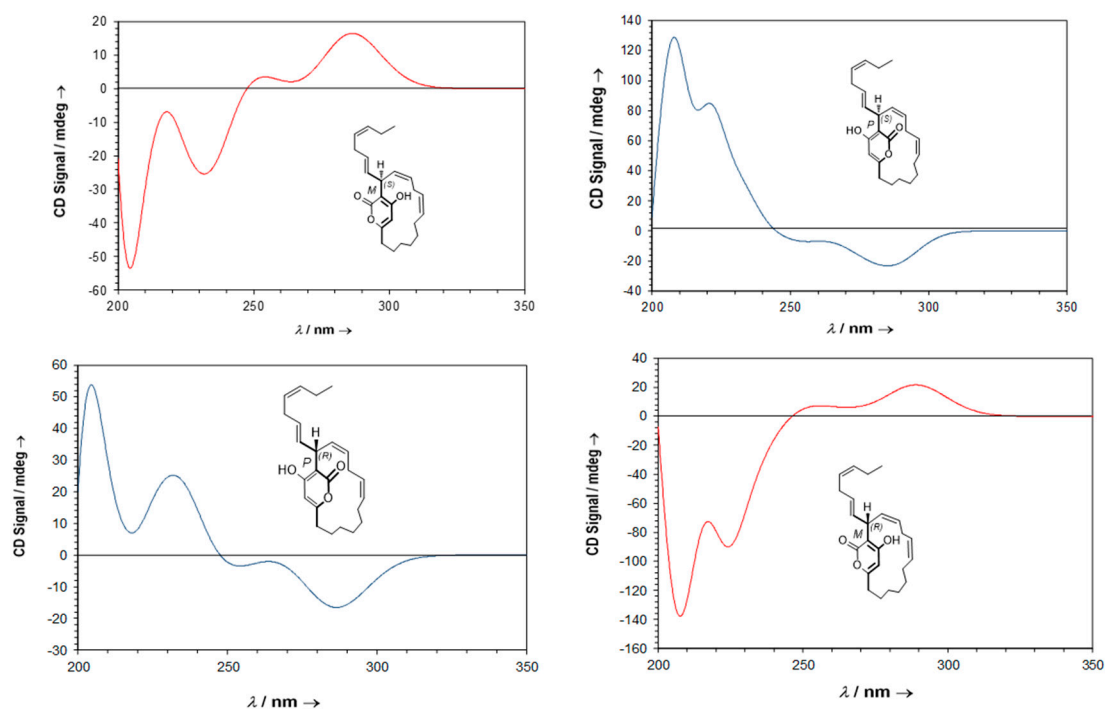 CD Signal / mdeg →
20
10
0
-10
-20
-30
-40
-50
-60
200
250
300
350
λ / nm →
H
(S)
M
O
OH
O
CD Signal / mdeg →
140
120
100
80
60
40
20
0
-20
-40
200
250
300
350
λ / nm →
H
(S)
P
HO
O
O
CD Signal / mdeg →
60
50
40
30
20
10
0
-10
-20
-30
200
250
300
350
λ / nm →
H
(R)
P
HO
O
O
CD Signal / mdeg →
40
20
0
-20
-40
-60
-80
-100
-120
-140
-160
200
250
300
350
λ / nm →
H
(R)
M
O
OH
O